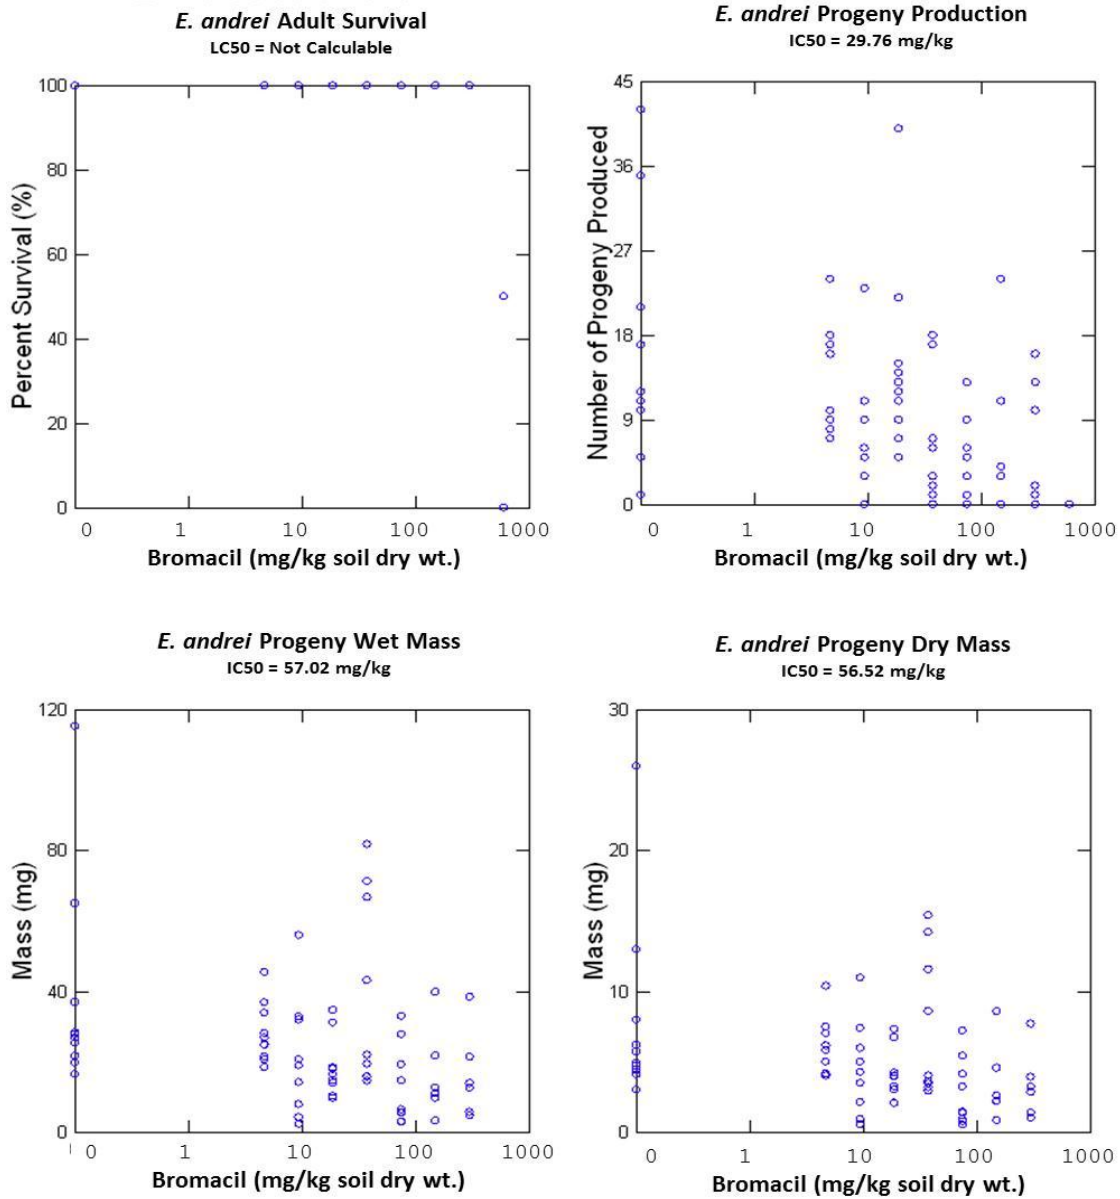 E. andrei Adult Survival
LC50 = Not Calculable
100
80
60
40
20
0
Percent Survival (%)
0 1 10 100 1000
Bromacil (mg/kg soil dry wt.)
E. andrei Progeny Production
IC50 = 29.76 mg/kg
45
36
27
18
9
0
Number of Progeny Produced
0 1 10 100 1000
Bromacil (mg/kg soil dry wt.)
E. andrei Progeny Wet Mass
IC50 = 57.02 mg/kg
120
80
40
0
Mass (mg)
0 1 10 100 1000
Bromacil (mg/kg soil dry wt.)
E. andrei Progeny Dry Mass
IC50 = 56.52 mg/kg
30
20
10
0
Mass (mg)
0 1 10 100 1000
Bromacil (mg/kg soil dry wt.)